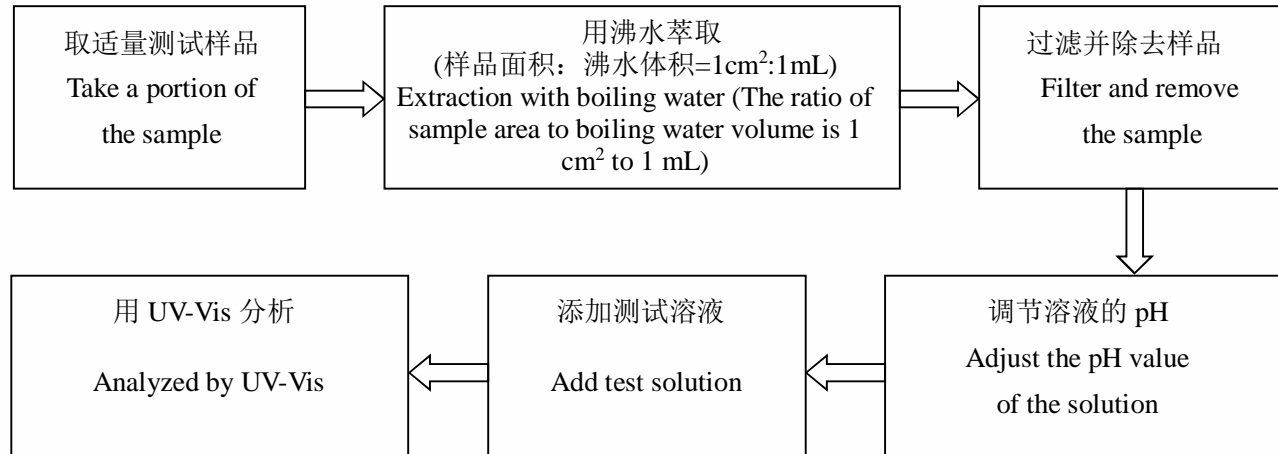 取适量测试样品
Take a portion of
the sample
用沸水萃取
(样品面积：沸水体积=1cm²:1mL)
Extraction with boiling water (The ratio of
sample area to boiling water volume is 1
cm² to 1 mL)
过滤并除去样品
Filter and remove
the sample
调节溶液的 pH
Adjust the pH value
of the solution
添加测试溶液
Add test solution
用 UV-Vis 分析
Analyzed by UV-Vis